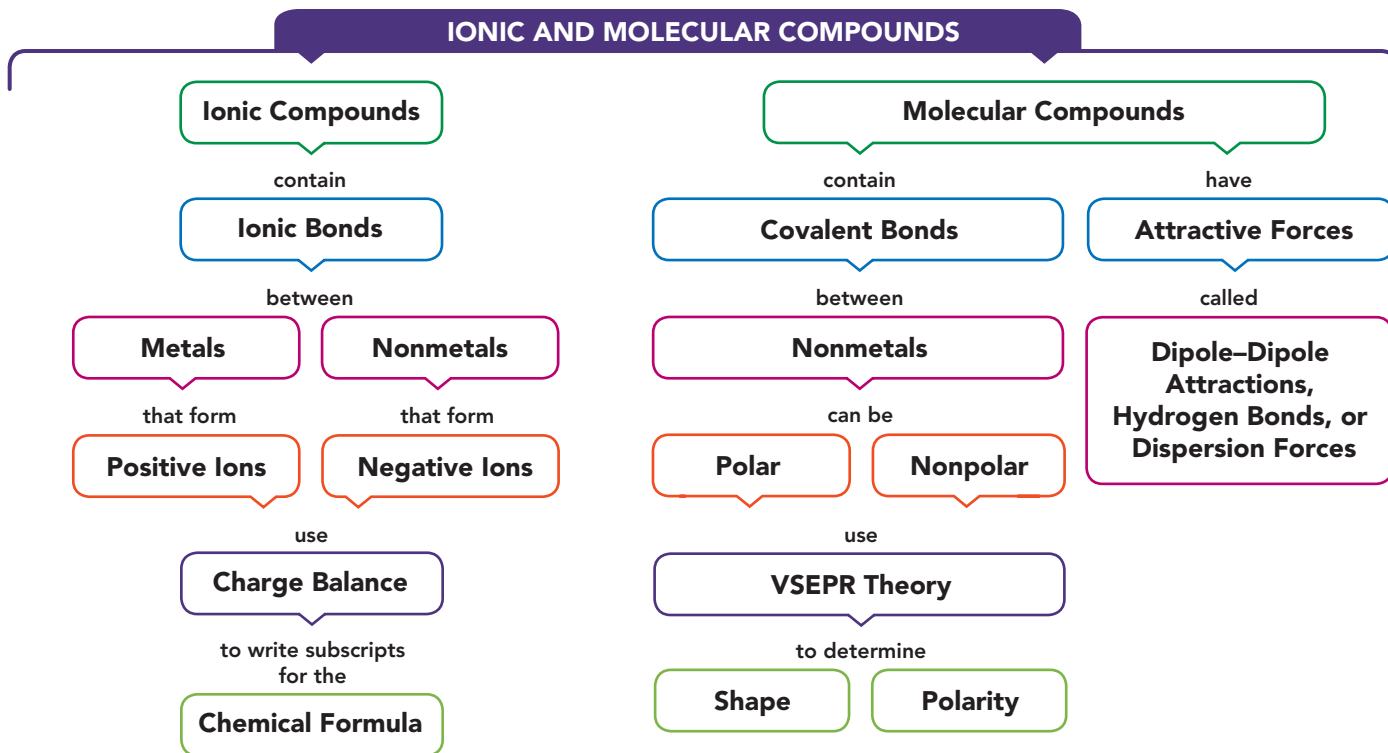 IONIC AND MOLECULAR COMPOUNDS
Ionic Compounds
contain
Ionic Bonds
between
Metals
Nonmetals
that form
that form
Positive Ions
Negative Ions
use
Charge Balance
to write subscripts
for the
Chemical Formula
Molecular Compounds
contain
Covalent Bonds
between
Nonmetals
can be
Polar
Nonpolar
use
VSEPR Theory
to determine
Shape
Polarity
have
Attractive Forces
called
Dipole–Dipole
Attractions,
Hydrogen Bonds, or
Dispersion Forces